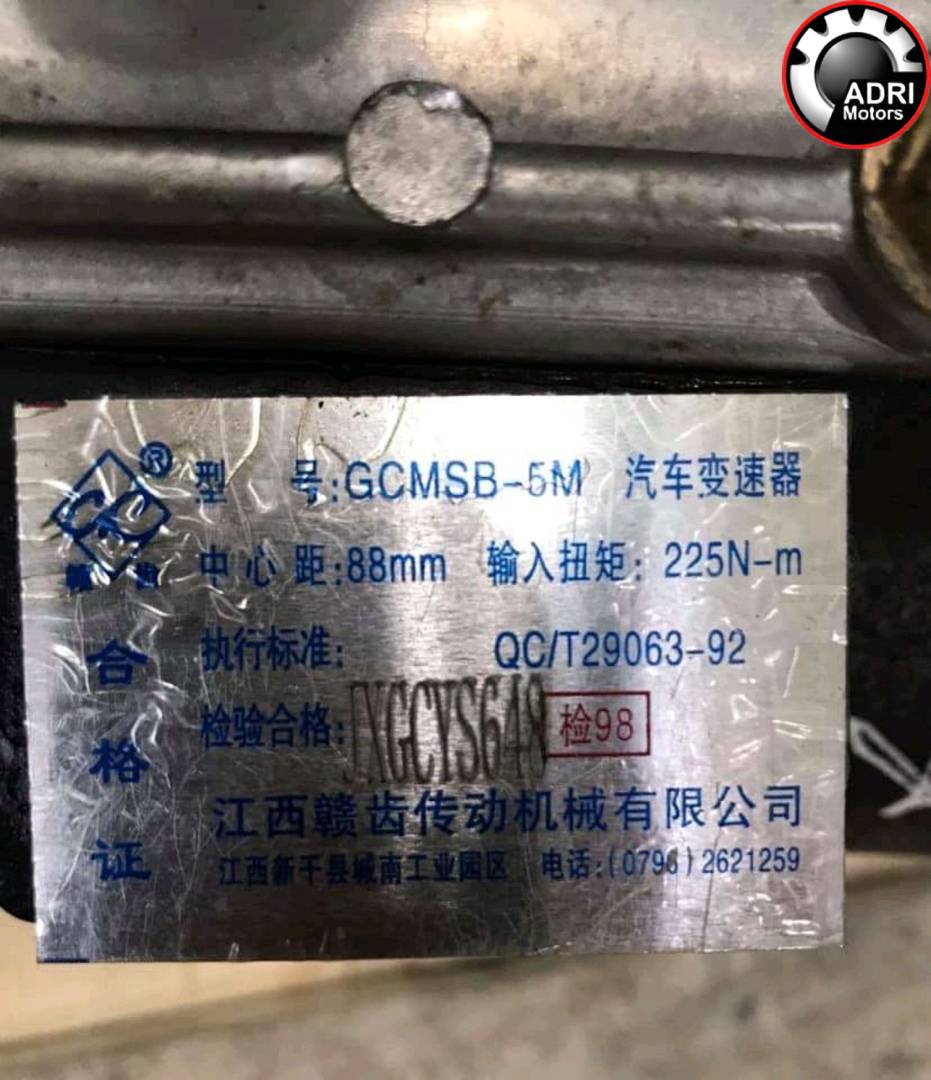 ADRI
Motors
型 号:GCMSB-5M 汽车变速器
中心距:88mm 输入扭矩: 225N-m
执行标准: QC/T29063-92
检验合格:JXGCYS648 检98
江西赣齿传动机械有限公司
江西新干县城南工业园区 电话:(0796)2621259
合格证
®